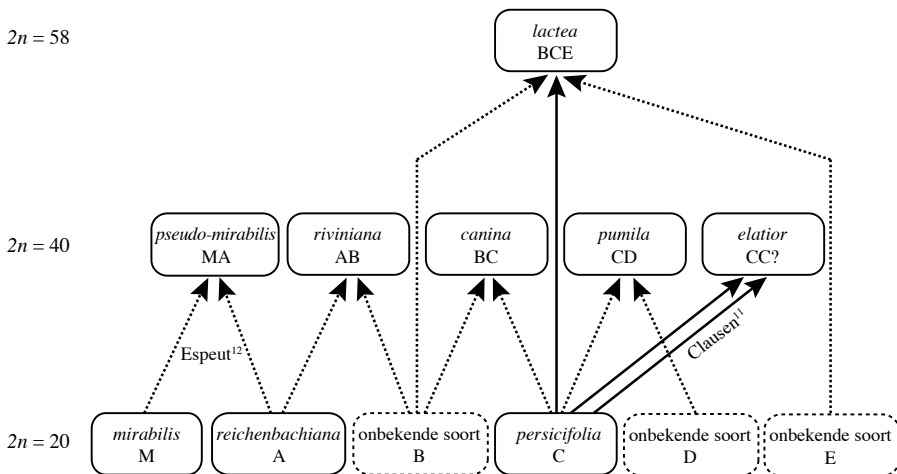 2n = 58
lactea
BCE
2n = 40
pseudo-mirabilis
MA
riviniana
AB
canina
BC
pumila
CD
elatior
CC?
Espeut¹²
Clausen¹¹
2n = 20
mirabilis
M
reichenbachiana
A
onbekende soort
B
persicifolia
C
onbekende soort
D
onbekende soort
E